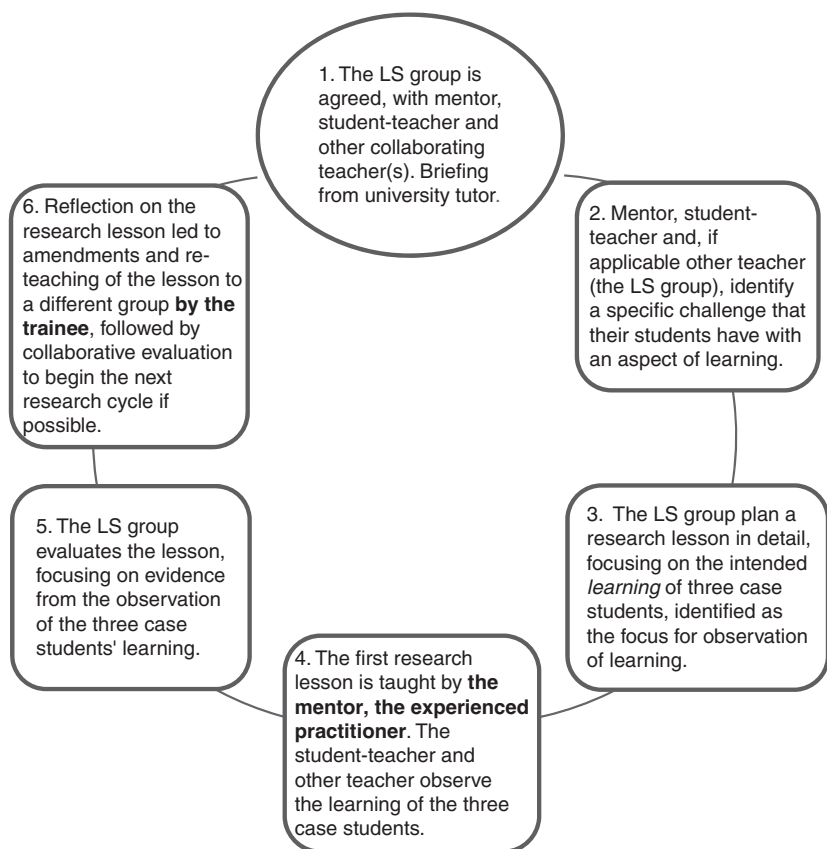 1. The LS group is
agreed, with mentor,
student-teacher and
other collaborating
teacher(s). Briefing
from university tutor.
2. Mentor, student-
teacher and, if
applicable other teacher
(the LS group), identify
a specific challenge that
their students have with
an aspect of learning.
3. The LS group plan a
research lesson in detail,
focusing on the intended
learning of three case
students, identified as
the focus for observation
of learning.
4. The first research
lesson is taught by the
mentor, the experienced
practitioner. The
student-teacher and
other teacher observe
the learning of the three
case students.
5. The LS group
evaluates the lesson,
focusing on evidence
from the observation
of the three case
students' learning.
6. Reflection on the
research lesson led to
amendments and re-
teaching of the lesson to
a different group by the
trainee, followed by
collaborative evaluation
to begin the next
research cycle if
possible.